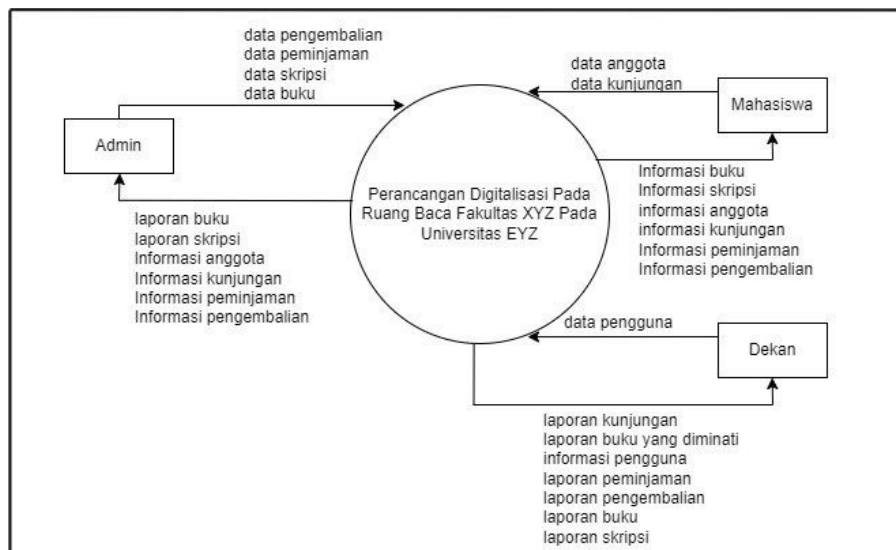 data pengembalian
data peminjaman
data skripsi
data buku
Admin
laporan buku
laporan skripsi
Informasi anggota
Informasi kunjungan
Informasi peminjaman
Informasi pengembalian
Perancangan Digitalisasi Pada
Ruang Baca Fakultas XYZ Pada
Universitas EYZ
data anggota
data kunjungan
Mahasiswa
Informasi buku
Informasi skripsi
informasi anggota
informasi kunjungan
Informasi peminjaman
Informasi pengembalian
data pengguna
Dekan
laporan kunjungan
laporan buku yang diminati
informasi pengguna
laporan peminjaman
laporan pengembalian
laporan buku
laporan skripsi